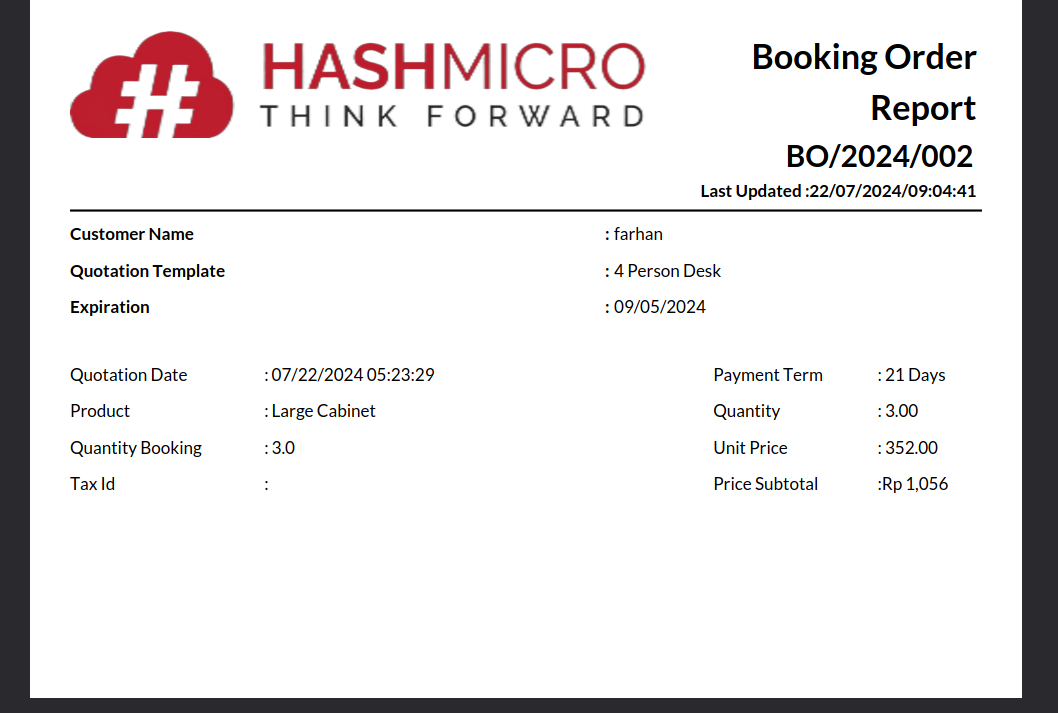 HASHMICRO
THINK FORWARD
Booking Order
Report
BO/2024/002
Last Updated :22/07/2024/09:04:41
Customer Name : farhan
Quotation Template : 4 Person Desk
Expiration : 09/05/2024
Quotation Date : 07/22/2024 05:23:29 Payment Term : 21 Days
Product : Large Cabinet Quantity : 3.00
Quantity Booking : 3.0 Unit Price : 352.00
Tax Id : Price Subtotal :Rp 1,056